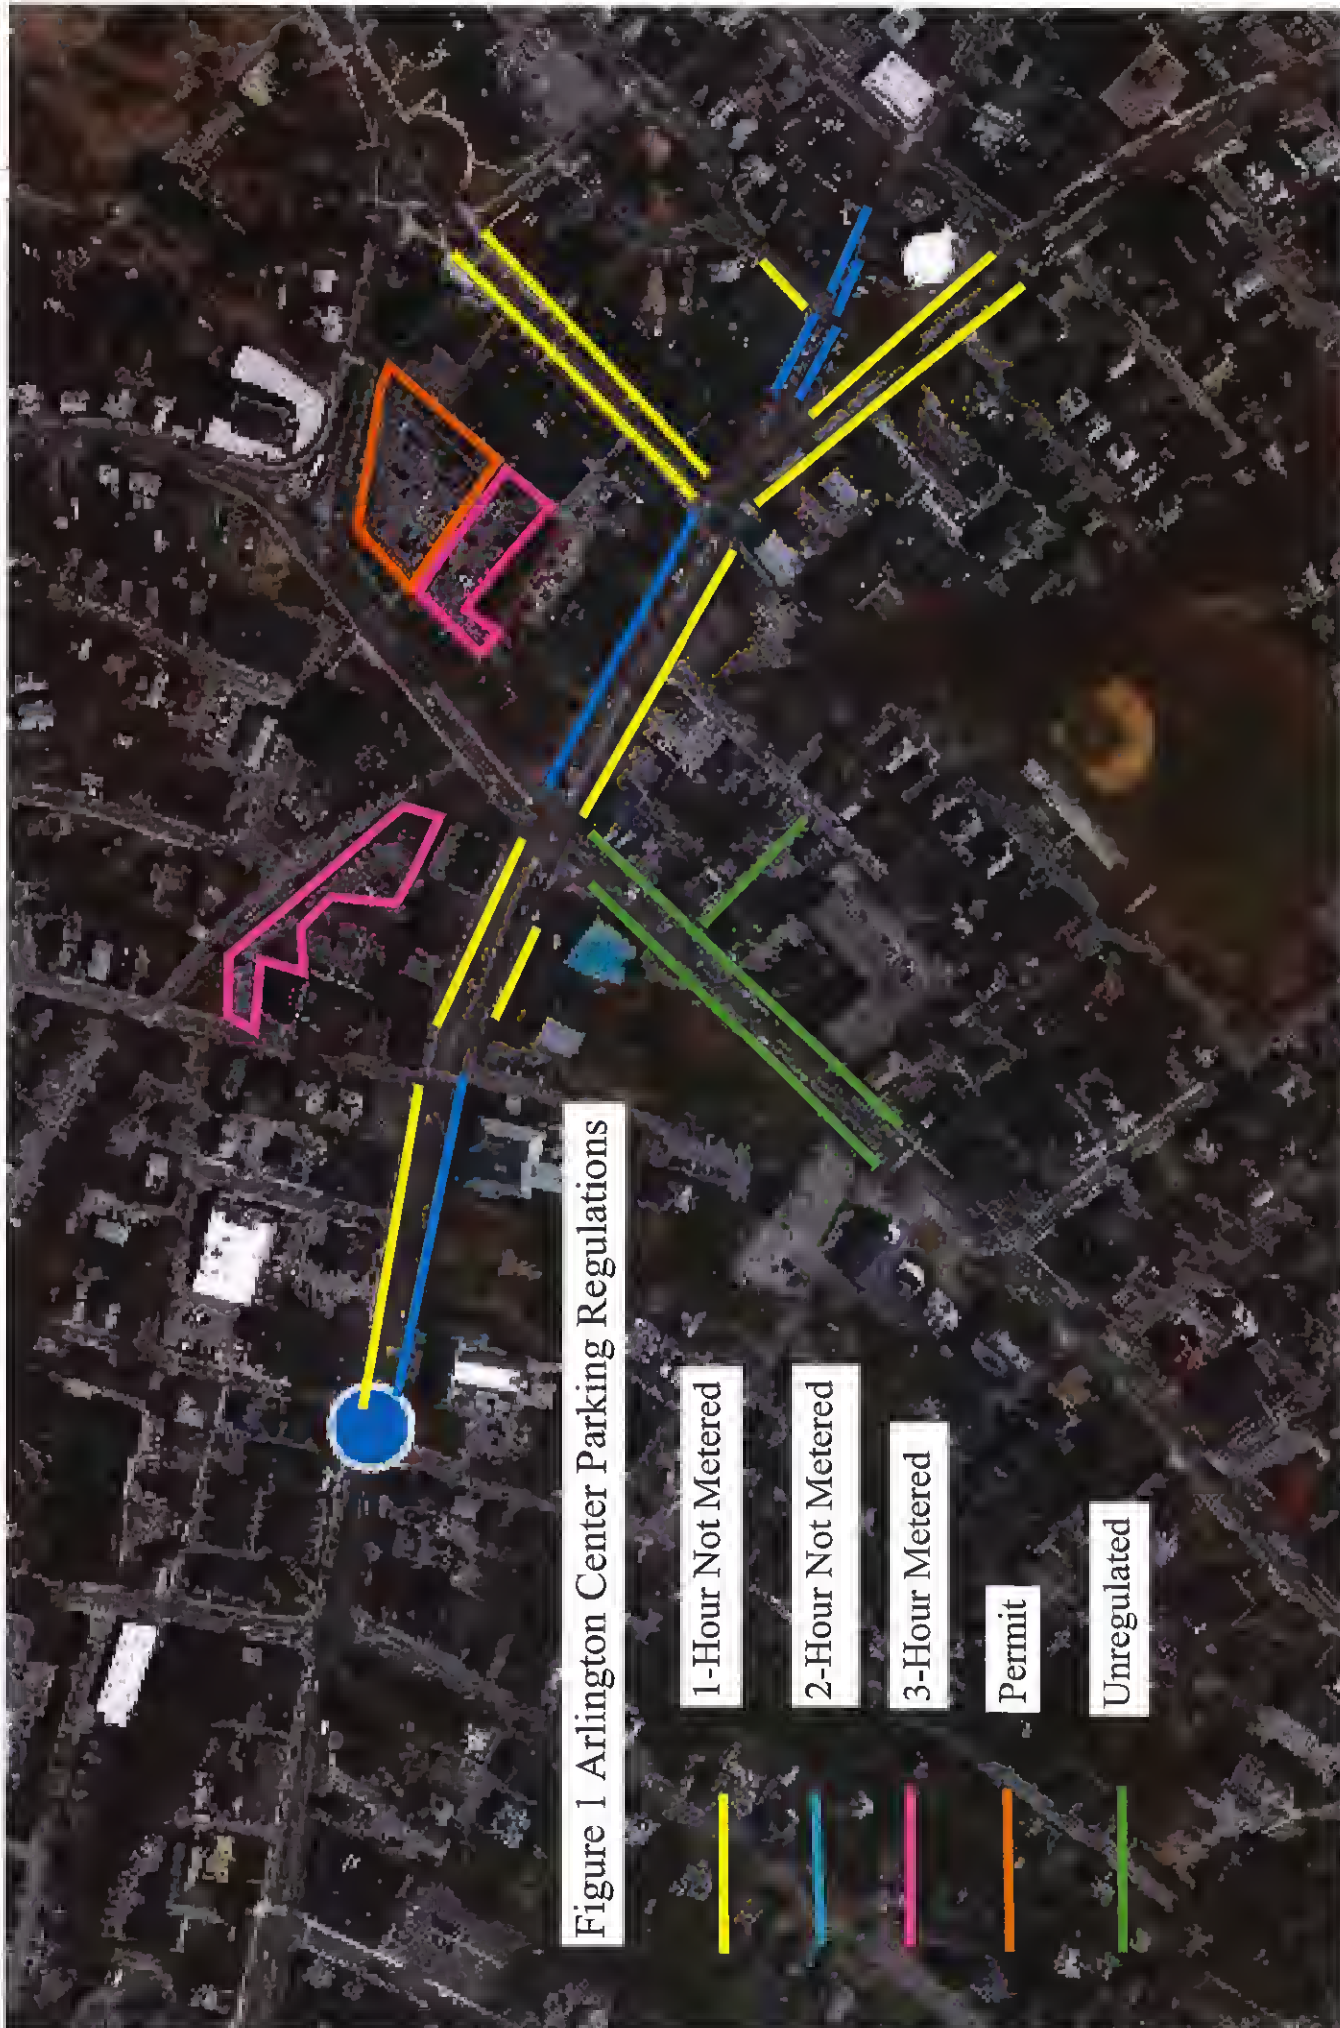 Figure 1 Arlington Center Parking Regulations
1-Hour Not Metered
2-Hour Not Metered
3-Hour Metered
Permit
Unregulated